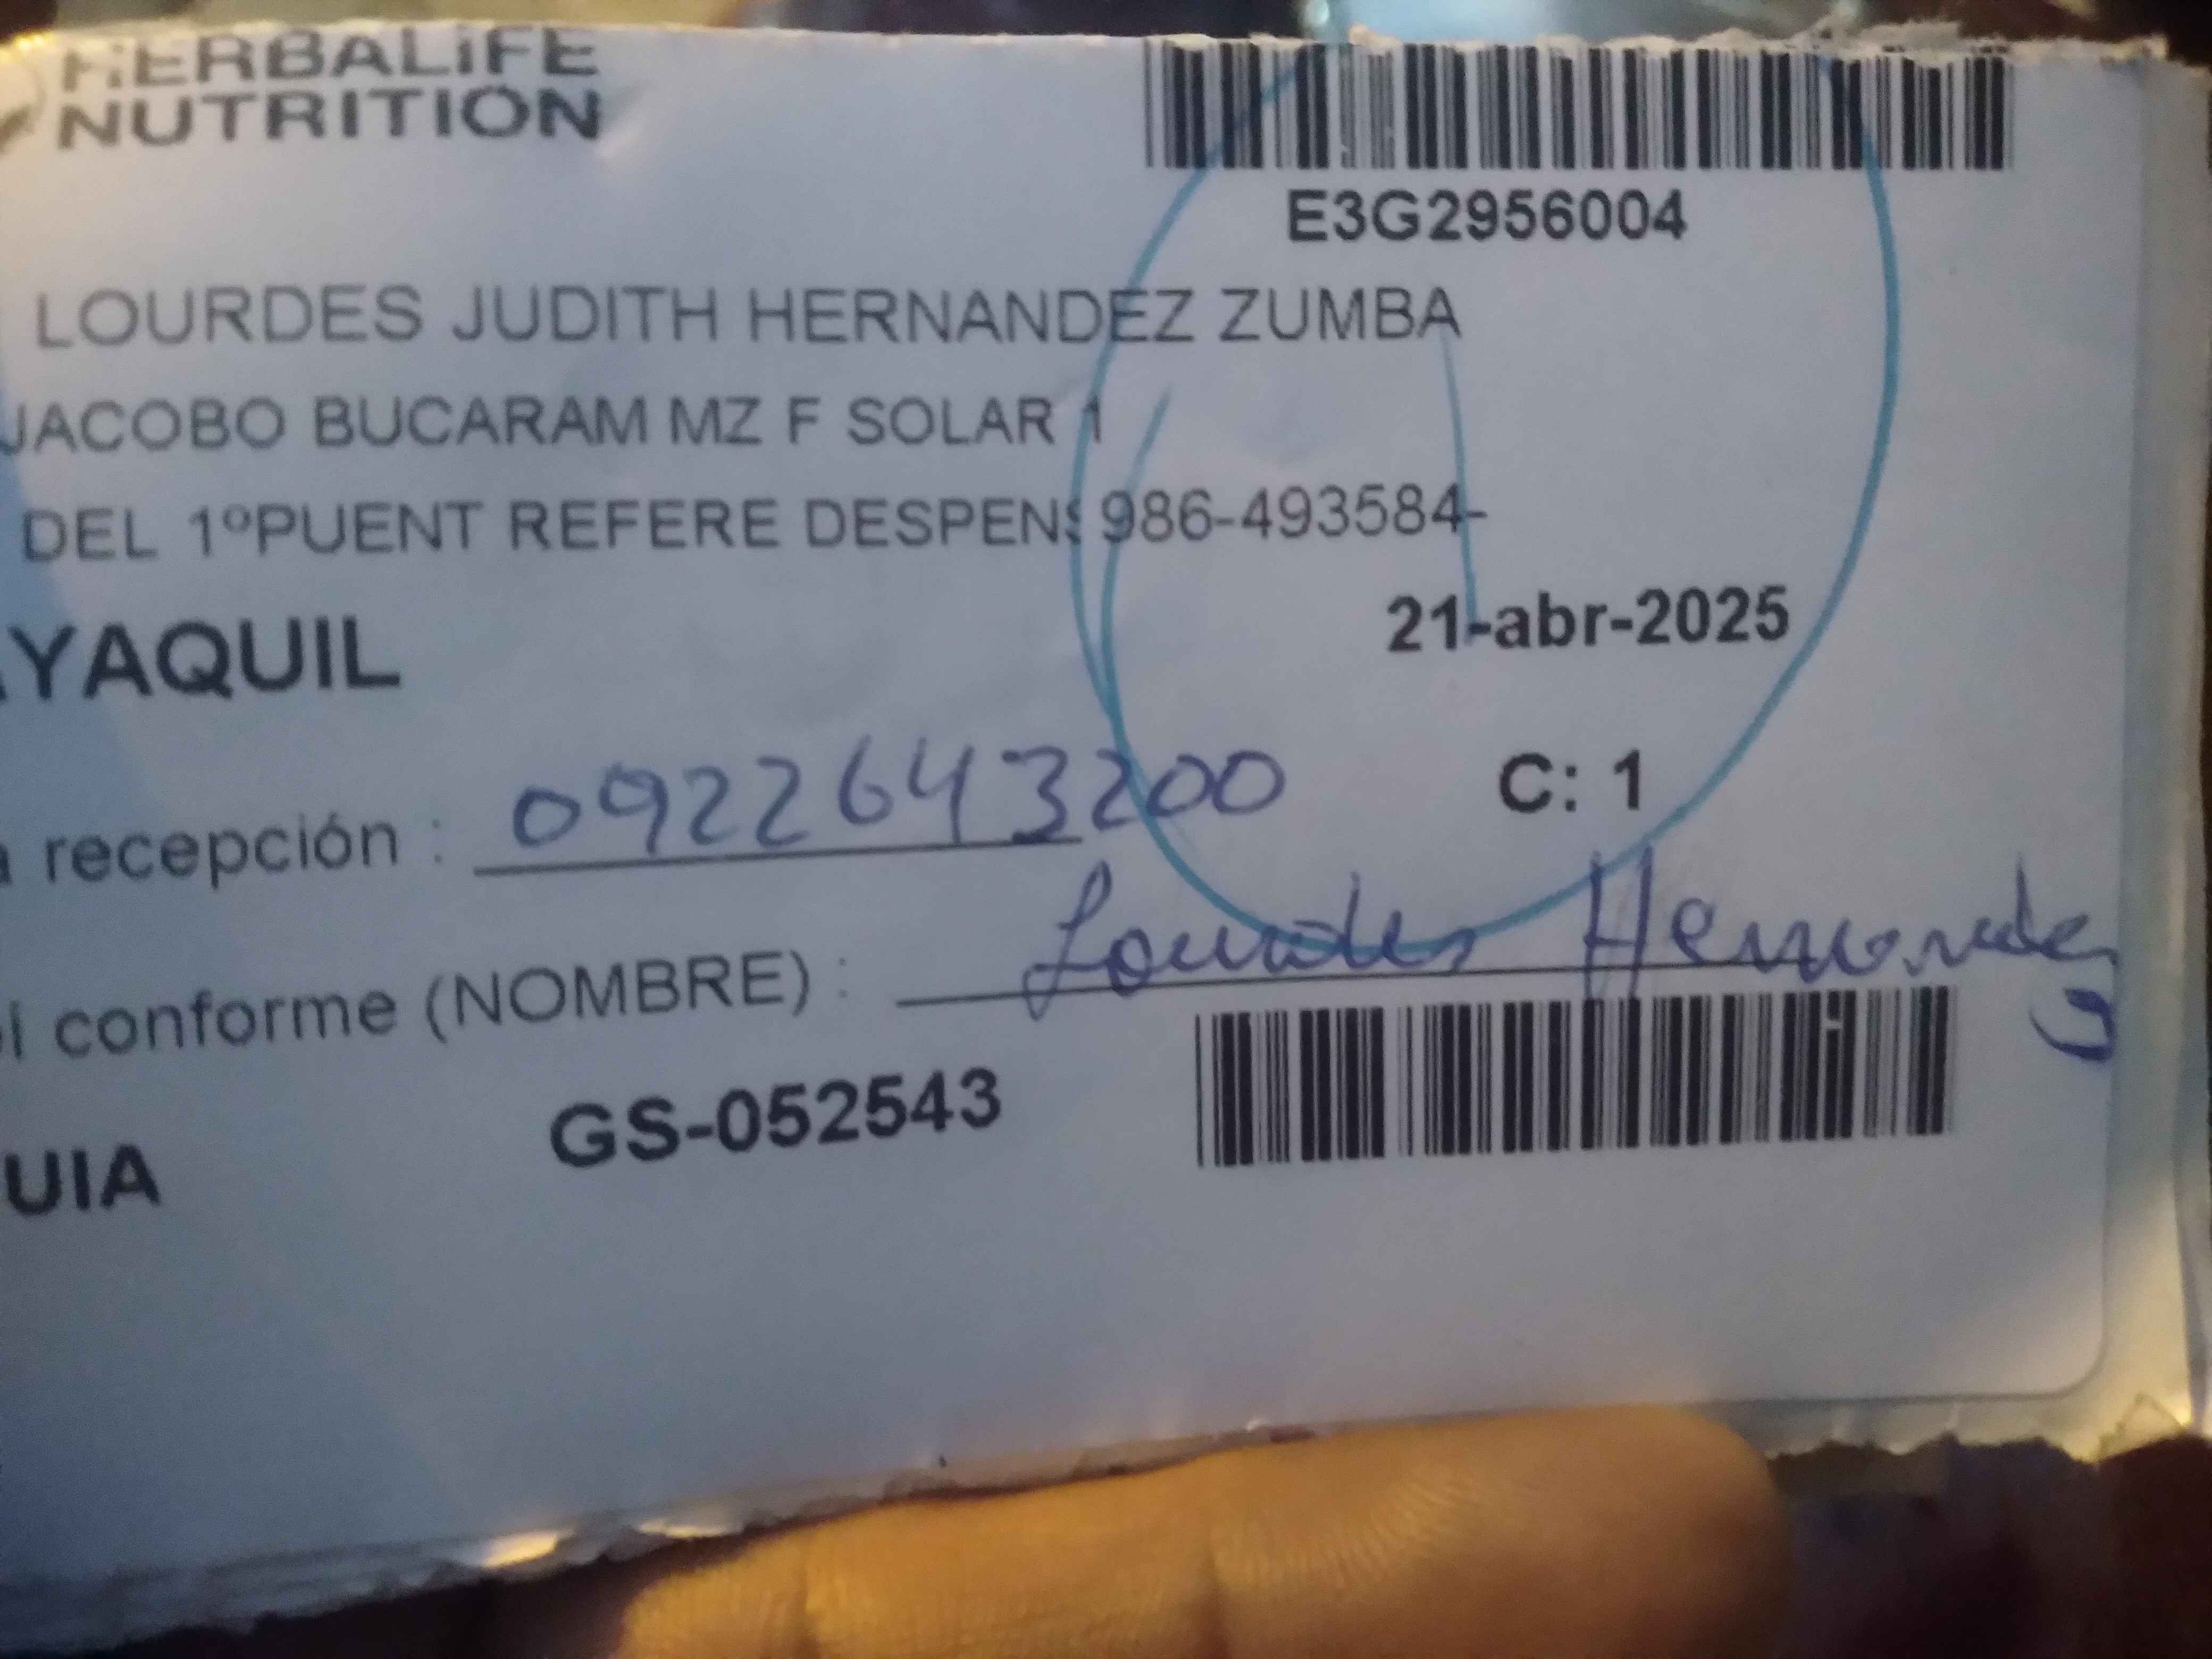 HERBALIFE
NUTRITION
E3G2956004
LOURDES JUDITH HERNANDEZ ZUMBA
JACOBO BUCARAM MZ F SOLAR 1
DEL 1ºPUENT REFERE DESPENS 986-493584-
AYAQUIL
21-abr-2025
a recepción : 0922643200
C: 1
l conforme (NOMBRE) : Lourdes Hernandez
UIA GS-052543